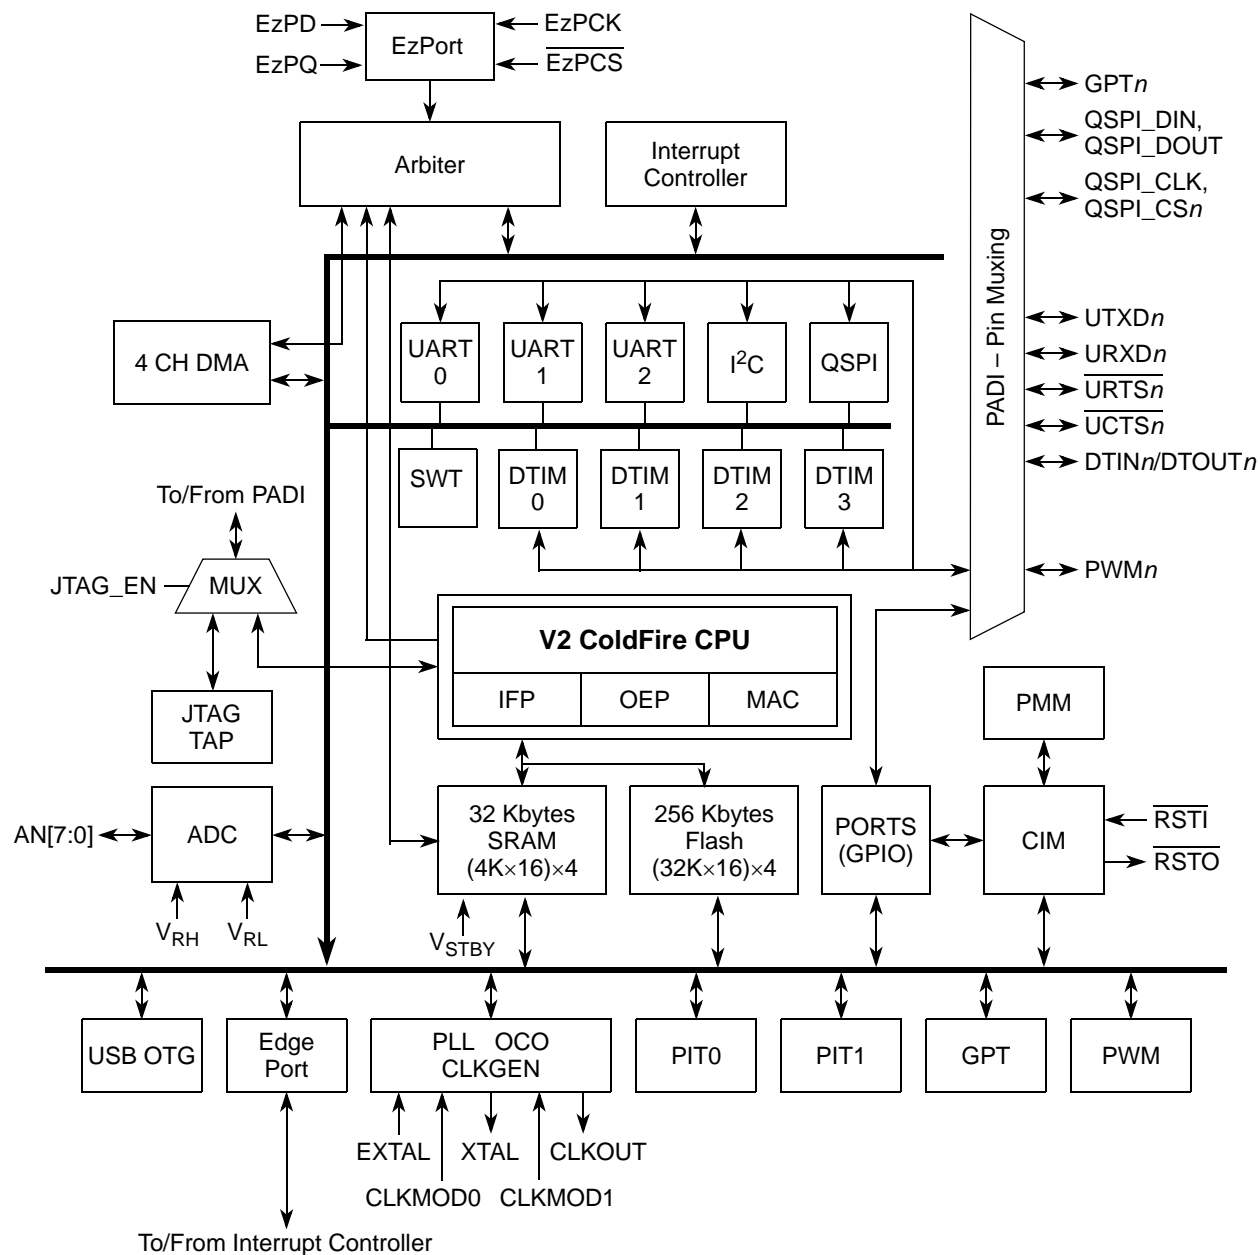 EzPD
EzPQ
EzPort
EzPCK
EzPCS
Arbiter
Interrupt
Controller
PADI – Pin Muxing
GPTn
QSPI_DIN,
QSPI_DOUT
QSPI_CLK,
QSPI_CSn
UTXDn
URXDn
URTSn
UCTSn
DTINn/DTOUTn
PWMn
4 CH DMA
UART
0
UART
1
UART
2
I²C
QSPI
SWT
DTIM
0
DTIM
1
DTIM
2
DTIM
3
To/From PADI
JTAG_EN
MUX
JTAG
TAP
V2 ColdFire CPU
IFP
OEP
MAC
PMM
AN[7:0]
ADC
VRH
VRL
32 Kbytes
SRAM
(4K×16)×4
VSTBY
256 Kbytes
Flash
(32K×16)×4
PORTS
(GPIO)
CIM
RSTI
RSTO
USB OTG
Edge
Port
PLL OCO
CLKGEN
PIT0
PIT1
GPT
PWM
EXTAL
XTAL
CLKOUT
CLKMOD0
CLKMOD1
To/From Interrupt Controller